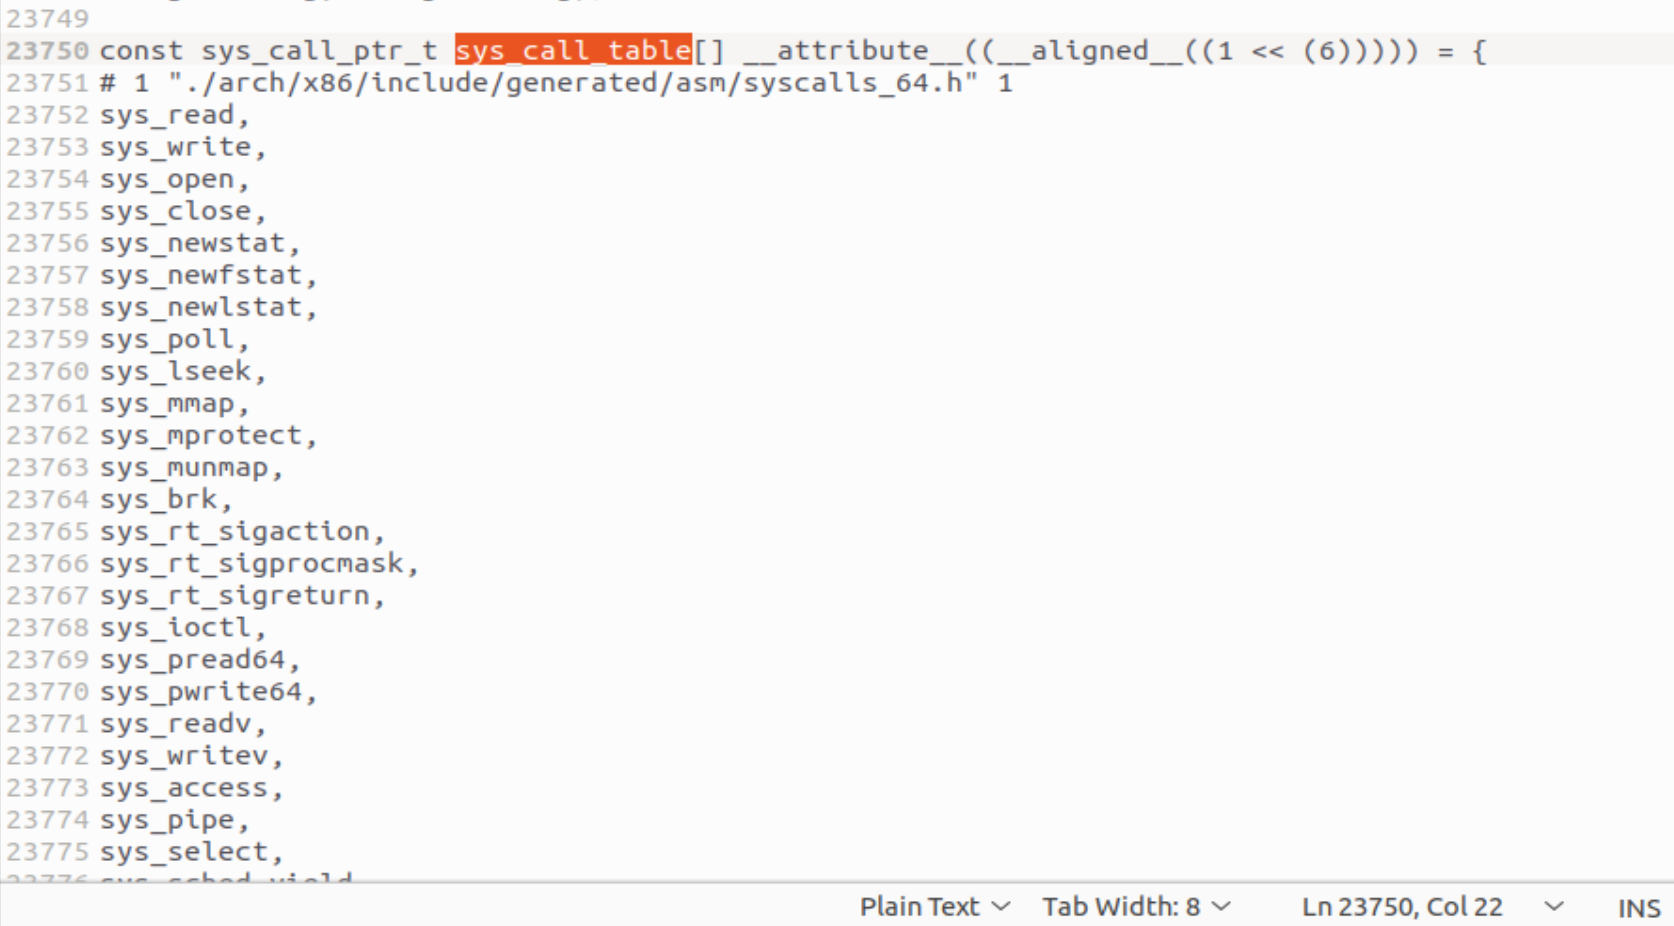 23749
23750 const sys_call_ptr_t sys_call_table[] __attribute__((__aligned__((1 << (6))))) = {
23751 # 1 "./arch/x86/include/generated/asm/syscalls_64.h" 1
23752 sys_read,
23753 sys_write,
23754 sys_open,
23755 sys_close,
23756 sys_newstat,
23757 sys_newfstat,
23758 sys_newlstat,
23759 sys_poll,
23760 sys_lseek,
23761 sys_mmap,
23762 sys_mprotect,
23763 sys_munmap,
23764 sys_brk,
23765 sys_rt_sigaction,
23766 sys_rt_sigprocmask,
23767 sys_rt_sigreturn,
23768 sys_ioctl,
23769 sys_pread64,
23770 sys_pwrite64,
23771 sys_readv,
23772 sys_writev,
23773 sys_access,
23774 sys_pipe,
23775 sys_select,
23776 sys_sched_yield
Plain Text Tab Width: 8 Ln 23750, Col 22 INS